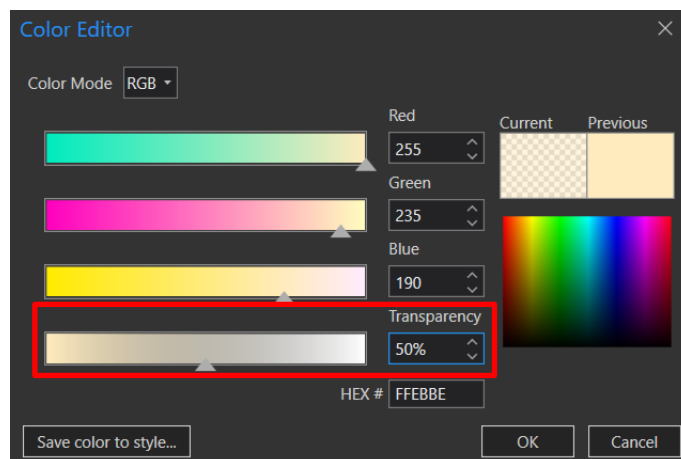 Color Editor
Color Mode RGB
Red
Current Previous
255
Green
235
Blue
190
Transparency
50%
HEX # FFEBBE
Save color to style... OK Cancel